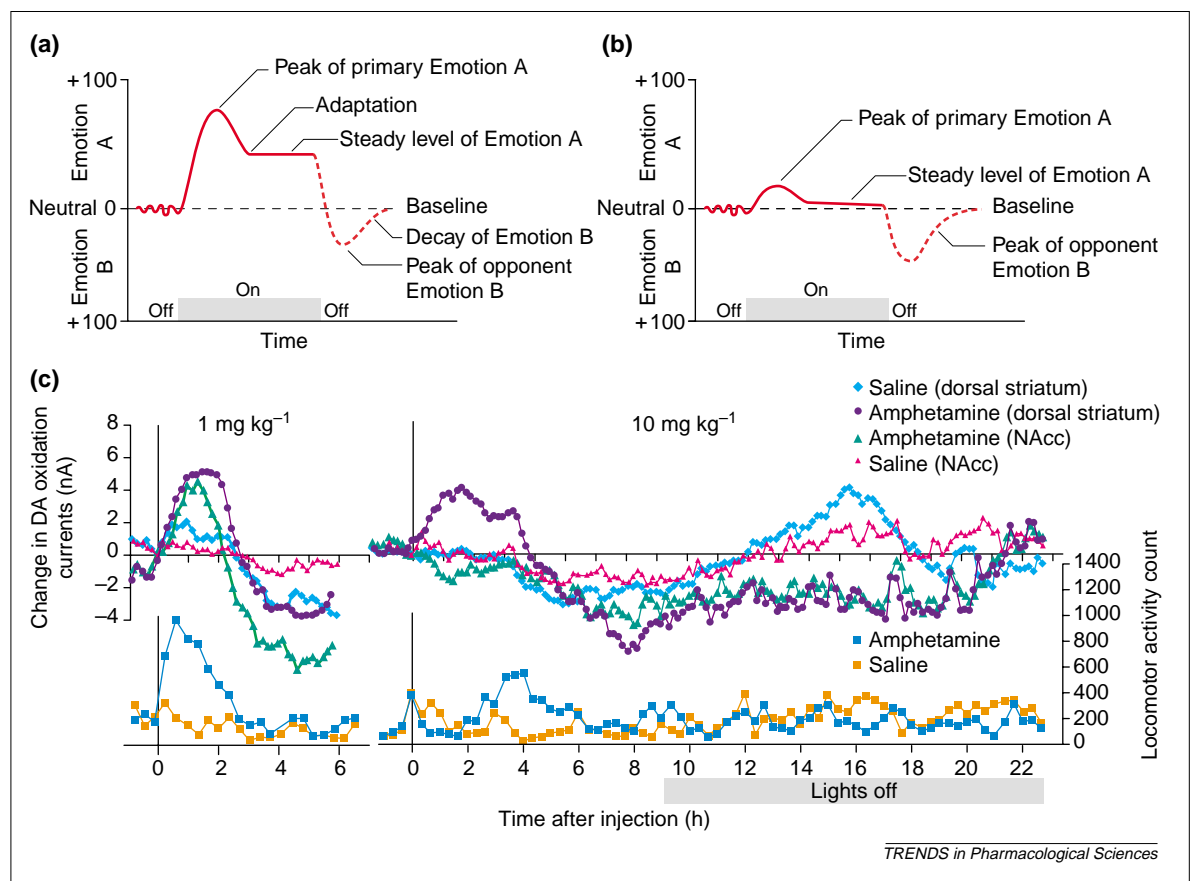 (a)
+100
Emotion A
Neutral 0
Emotion B
+100
Peak of primary Emotion A
Adaptation
Steady level of Emotion A
Baseline
Decay of Emotion B
Peak of opponent
Emotion B
On
Off
Off
Time
(b)
+100
Emotion A
Neutral 0
Emotion B
+100
Peak of primary Emotion A
Steady level of Emotion A
Baseline
Peak of opponent
Emotion B
On
Off
Off
Time
(c)
Saline (dorsal striatum)
Amphetamine (dorsal striatum)
Amphetamine (NAcc)
Saline (NAcc)
Change in DA oxidation
currents (nA)
8
6
4
2
0
−2
−4
1 mg kg−1
10 mg kg−1
1400
1200
1000
800
600
400
200
0
Locomotor activity count
Amphetamine
Saline
0 2 4 6
0 2 4 6 8 10 12 14 16 18 20 22
Lights off
Time after injection (h)
TRENDS in Pharmacological Sciences